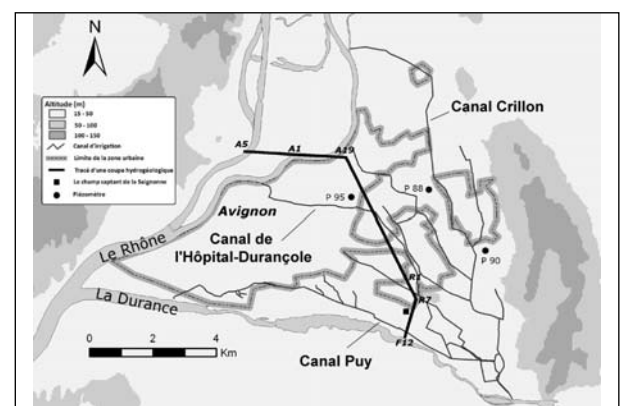 N
Altitude (m)
15 - 50
50 - 100
100 - 150
Canal d'irrigation
Limite de la zone urbaine
Tracé d'une coupe hydrogéologique
Le champ captant de la Saignonne
Piézomètre
Canal Crillon
A5
A1
A19
P 88
P 95
Avignon
Canal de
l'Hôpital-Durançole
P 90
Le Rhône
La Durance
R1
R7
F12
Canal Puy
0 2 4
Km